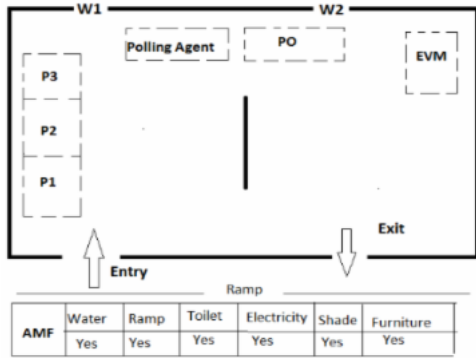 W1 W2
Polling Agent PO
EVM
P3
P2
P1
Exit
Entry
Ramp
AMF Water Ramp Toilet Electricity Shade Furniture
Yes Yes Yes Yes Yes Yes